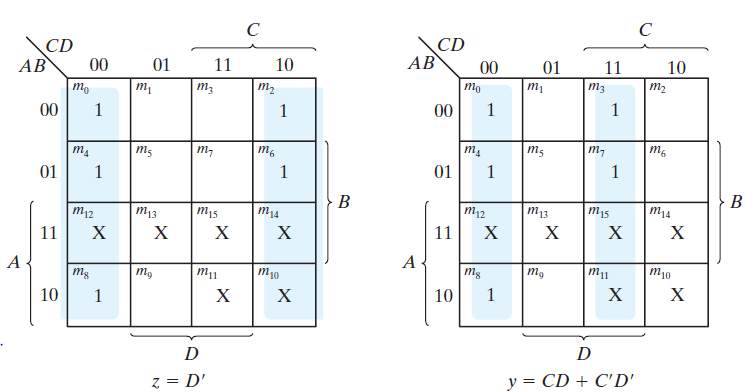 C C
CD CD
AB 00 01 11 10 AB 00 01 11 10
m0 m1 m3 m2 m0 m1 m3 m2
00 1 1 00 1 1
m4 m5 m7 m6 m4 m5 m7 m6
01 1 1 01 1 1
B B
m12 m13 m15 m14 m12 m13 m15 m14
11 X X X X 11 X X X X
A A
m8 m9 m11 m10 m8 m9 m11 m10
10 1 X X 10 1 X X
D D
z = D′ y = CD + C′D′